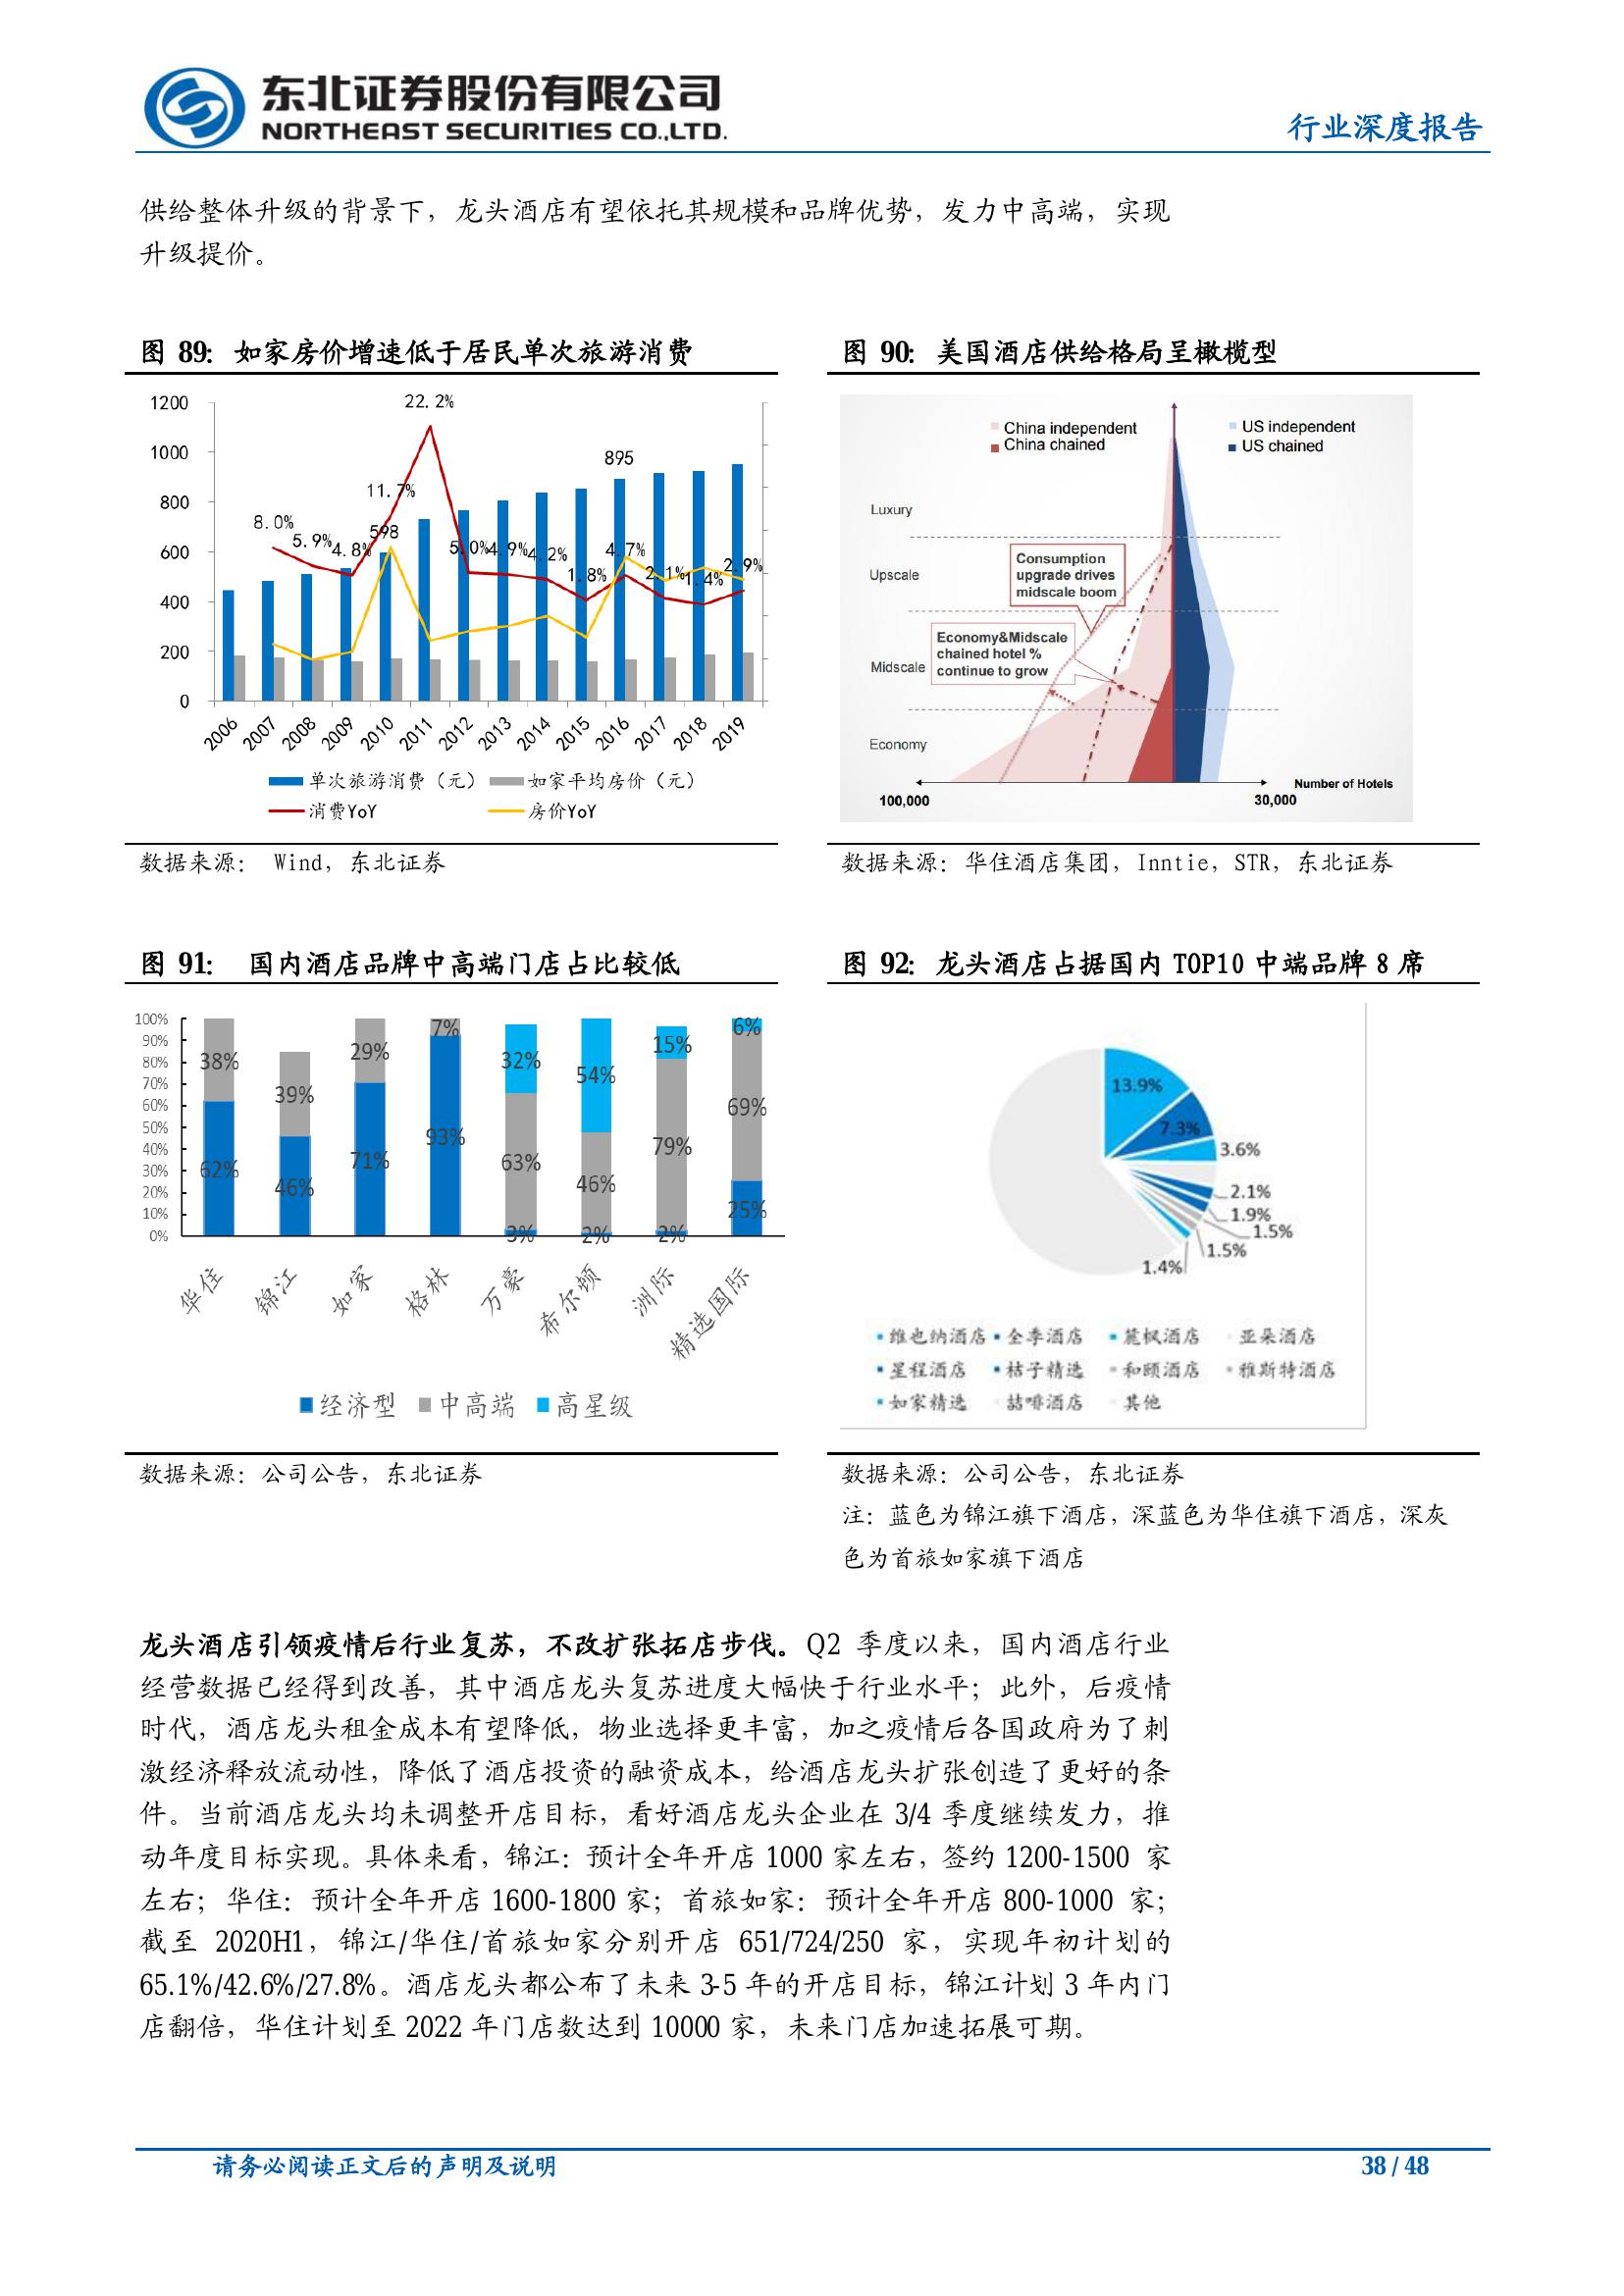 东北证券股份有限公司
NORTHEAST SECURITIES CO.,LTD.
行业深度报告
供给整体升级的背景下，龙头酒店有望依托其规模和品牌优势，发力中高端，实现
升级提价。
图 89：如家房价增速低于居民单次旅游消费
1200
1000
800
600
400
200
0
22.2%
11.7%
8.0%
5.9%
4.8%
598
5.0%
4.9%
4.2%
1.8%
895
4.7%
2.1%
1.4%
2.9%
2006 2007 2008 2009 2010 2011 2012 2013 2014 2015 2016 2017 2018 2019
单次旅游消费（元） 如家平均房价（元）
消费YoY 房价YoY
数据来源： Wind，东北证券
图 90：美国酒店供给格局呈橄榄型
China independent US independent
China chained US chained
Luxury
Upscale
Midscale
Economy
Consumption
upgrade drives
midscale boom
Economy&Midscale
chained hotel %
continue to grow
Number of Hotels
100,000 30,000
数据来源：华住酒店集团，Inntie，STR，东北证券
图 91： 国内酒店品牌中高端门店占比较低
100%
90%
80%
70%
60%
50%
40%
30%
20%
10%
0%
38% 39% 29% 7% 32% 54% 15% 6%
62% 46% 71% 93% 63% 46% 79% 69%
3% 2% 2% 25%
华住 锦江 如家 格林 万豪 希尔顿 洲际 精选国际
经济型 中高端 高星级
数据来源：公司公告，东北证券
图 92：龙头酒店占据国内 TOP10 中端品牌 8 席
13.9%
7.3%
3.6%
2.1%
1.9%
1.5%
1.5%
1.4%
维也纳酒店 全季酒店 麓枫酒店 亚朵酒店
星程酒店 桔子精选 和颐酒店 雅斯特酒店
如家精选 喆啡酒店 其他
数据来源：公司公告，东北证券
注：蓝色为锦江旗下酒店，深蓝色为华住旗下酒店，深灰
色为首旅如家旗下酒店
龙头酒店引领疫情后行业复苏，不改扩张拓店步伐。Q2 季度以来，国内酒店行业
经营数据已经得到改善，其中酒店龙头复苏进度大幅快于行业水平；此外，后疫情
时代，酒店龙头租金成本有望降低，物业选择更丰富，加之疫情后各国政府为了刺
激经济释放流动性，降低了酒店投资的融资成本，给酒店龙头扩张创造了更好的条
件。当前酒店龙头均未调整开店目标，看好酒店龙头企业在 3/4 季度继续发力，推
动年度目标实现。具体来看，锦江：预计全年开店 1000 家左右，签约 1200-1500 家
左右；华住：预计全年开店 1600-1800 家；首旅如家：预计全年开店 800-1000 家；
截至 2020H1，锦江/华住/首旅如家分别开店 651/724/250 家，实现年初计划的
65.1%/42.6%/27.8%。酒店龙头都公布了未来 3-5 年的开店目标，锦江计划 3 年内门
店翻倍，华住计划至 2022 年门店数达到 10000 家，未来门店加速拓展可期。
请务必阅读正文后的声明及说明
38 / 48